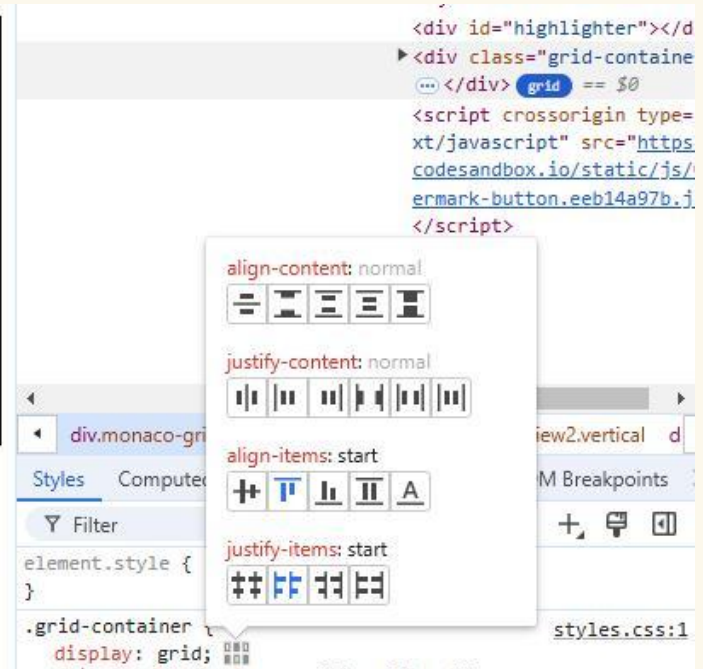 <div id="highlighter"></d
<div class="grid-containe
</div> grid == $0
<script crossorigin type=
xt/javascript" src="https
codesandbox.io/static/js/
ermark-button.eeb14a97b.j
</script>
align-content: normal
justify-content: normal
div.monaco-gri iew2.vertical d
align-items: start
Styles Compute M Breakpoints
A
Filter
justify-items: start
element.style {
}
.grid-container { styles.css:1
display: grid;